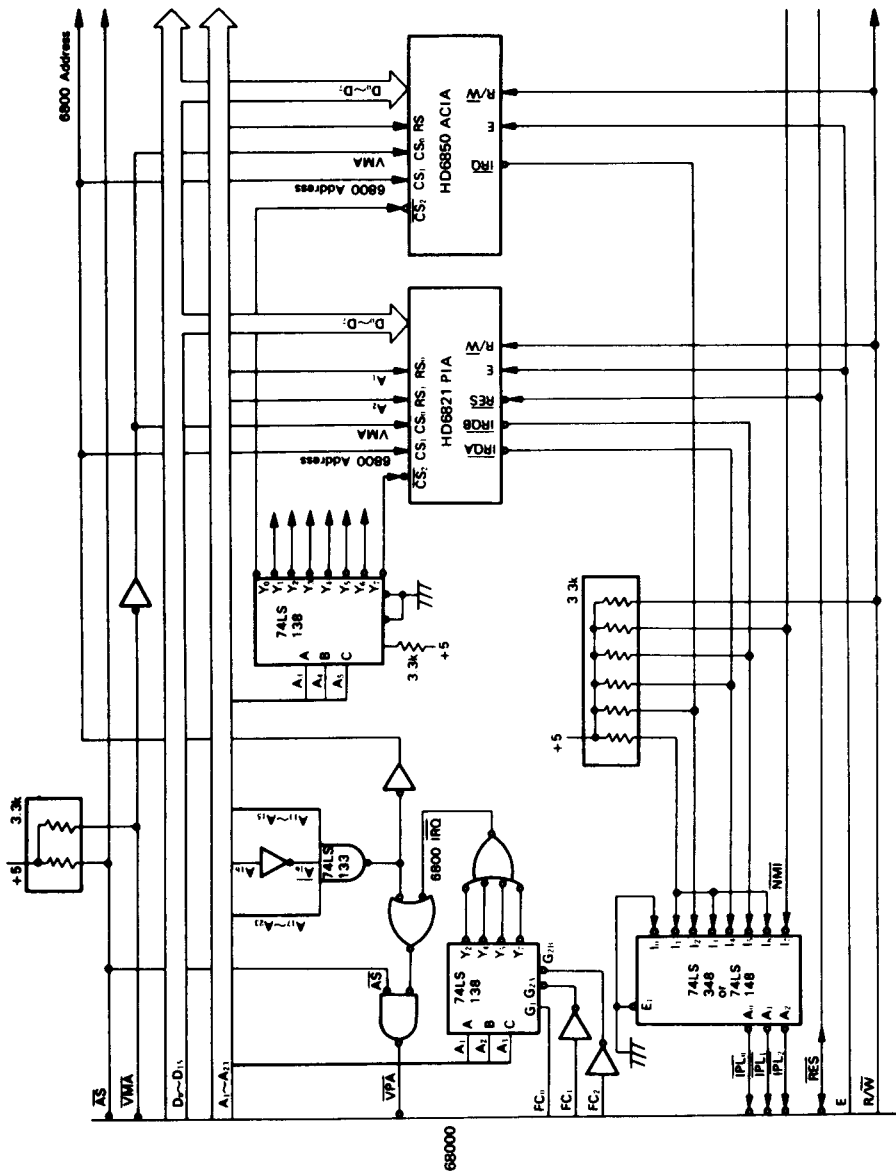 6800 Address
+5
3.3k
AS
VMA
D₀~D₁₅
A₁~A₂₃
A₁₇~A₂₃
A₁₆
A₁₆
A₁₁~A₁₅
74LS
133
6800 IRQ
AS
VPA
A₁
A₂
A₃
A
B
C
74LS
138
Y₂
Y₄
Y₅
Y₇
G₁
G₂A
G₂B
FC₀
FC₁
FC₂
A₃
A₄
A₅
A
B
C
74LS
138
Y₀
Y₁
Y₂
Y₃
Y₄
Y₅
Y₆
Y₇
3.3k
+5
6800 Address
VMA
A₂
A₁
D₀~D₇
CS₂ CS₁ CS₀ RS₁ RS₀
HD6821 PIA
IRQA
IRQB
RES
E
R/W
6800 Address
VMA
D₀~D₇
CS₂ CS₁ CS₀ RS
HD6850 ACIA
IRQ
E
R/W
+5
3.3k
NMI
E₁
I₀
I₁
I₂
I₃
I₄
I₅
I₆
I₇
74LS
348
or
74LS
148
A₀
A₁
A₂
IPL₀
IPL₁
IPL₂
RES
E
R/W
68000